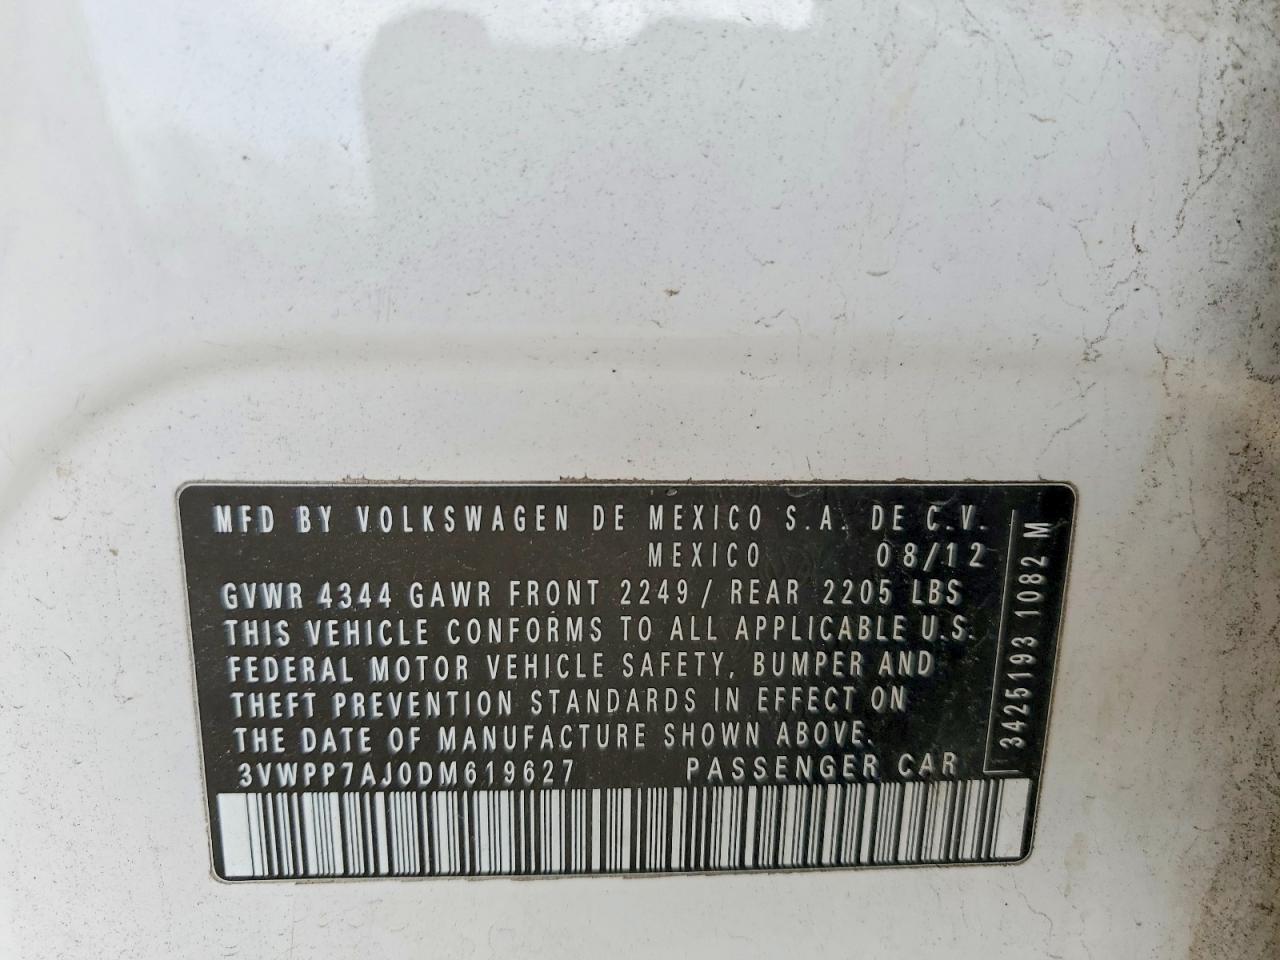 MFD BY VOLKSWAGEN DE MEXICO S.A. DE C.V.
MEXICO 08/12
GVWR 4344 GAWR FRONT 2249 / REAR 2205 LBS
THIS VEHICLE CONFORMS TO ALL APPLICABLE U.S.
FEDERAL MOTOR VEHICLE SAFETY, BUMPER AND
THEFT PREVENTION STANDARDS IN EFFECT ON
THE DATE OF MANUFACTURE SHOWN ABOVE.
3VWPP7AJ0DM619627 PASSENGER CAR
3425193 1082 M